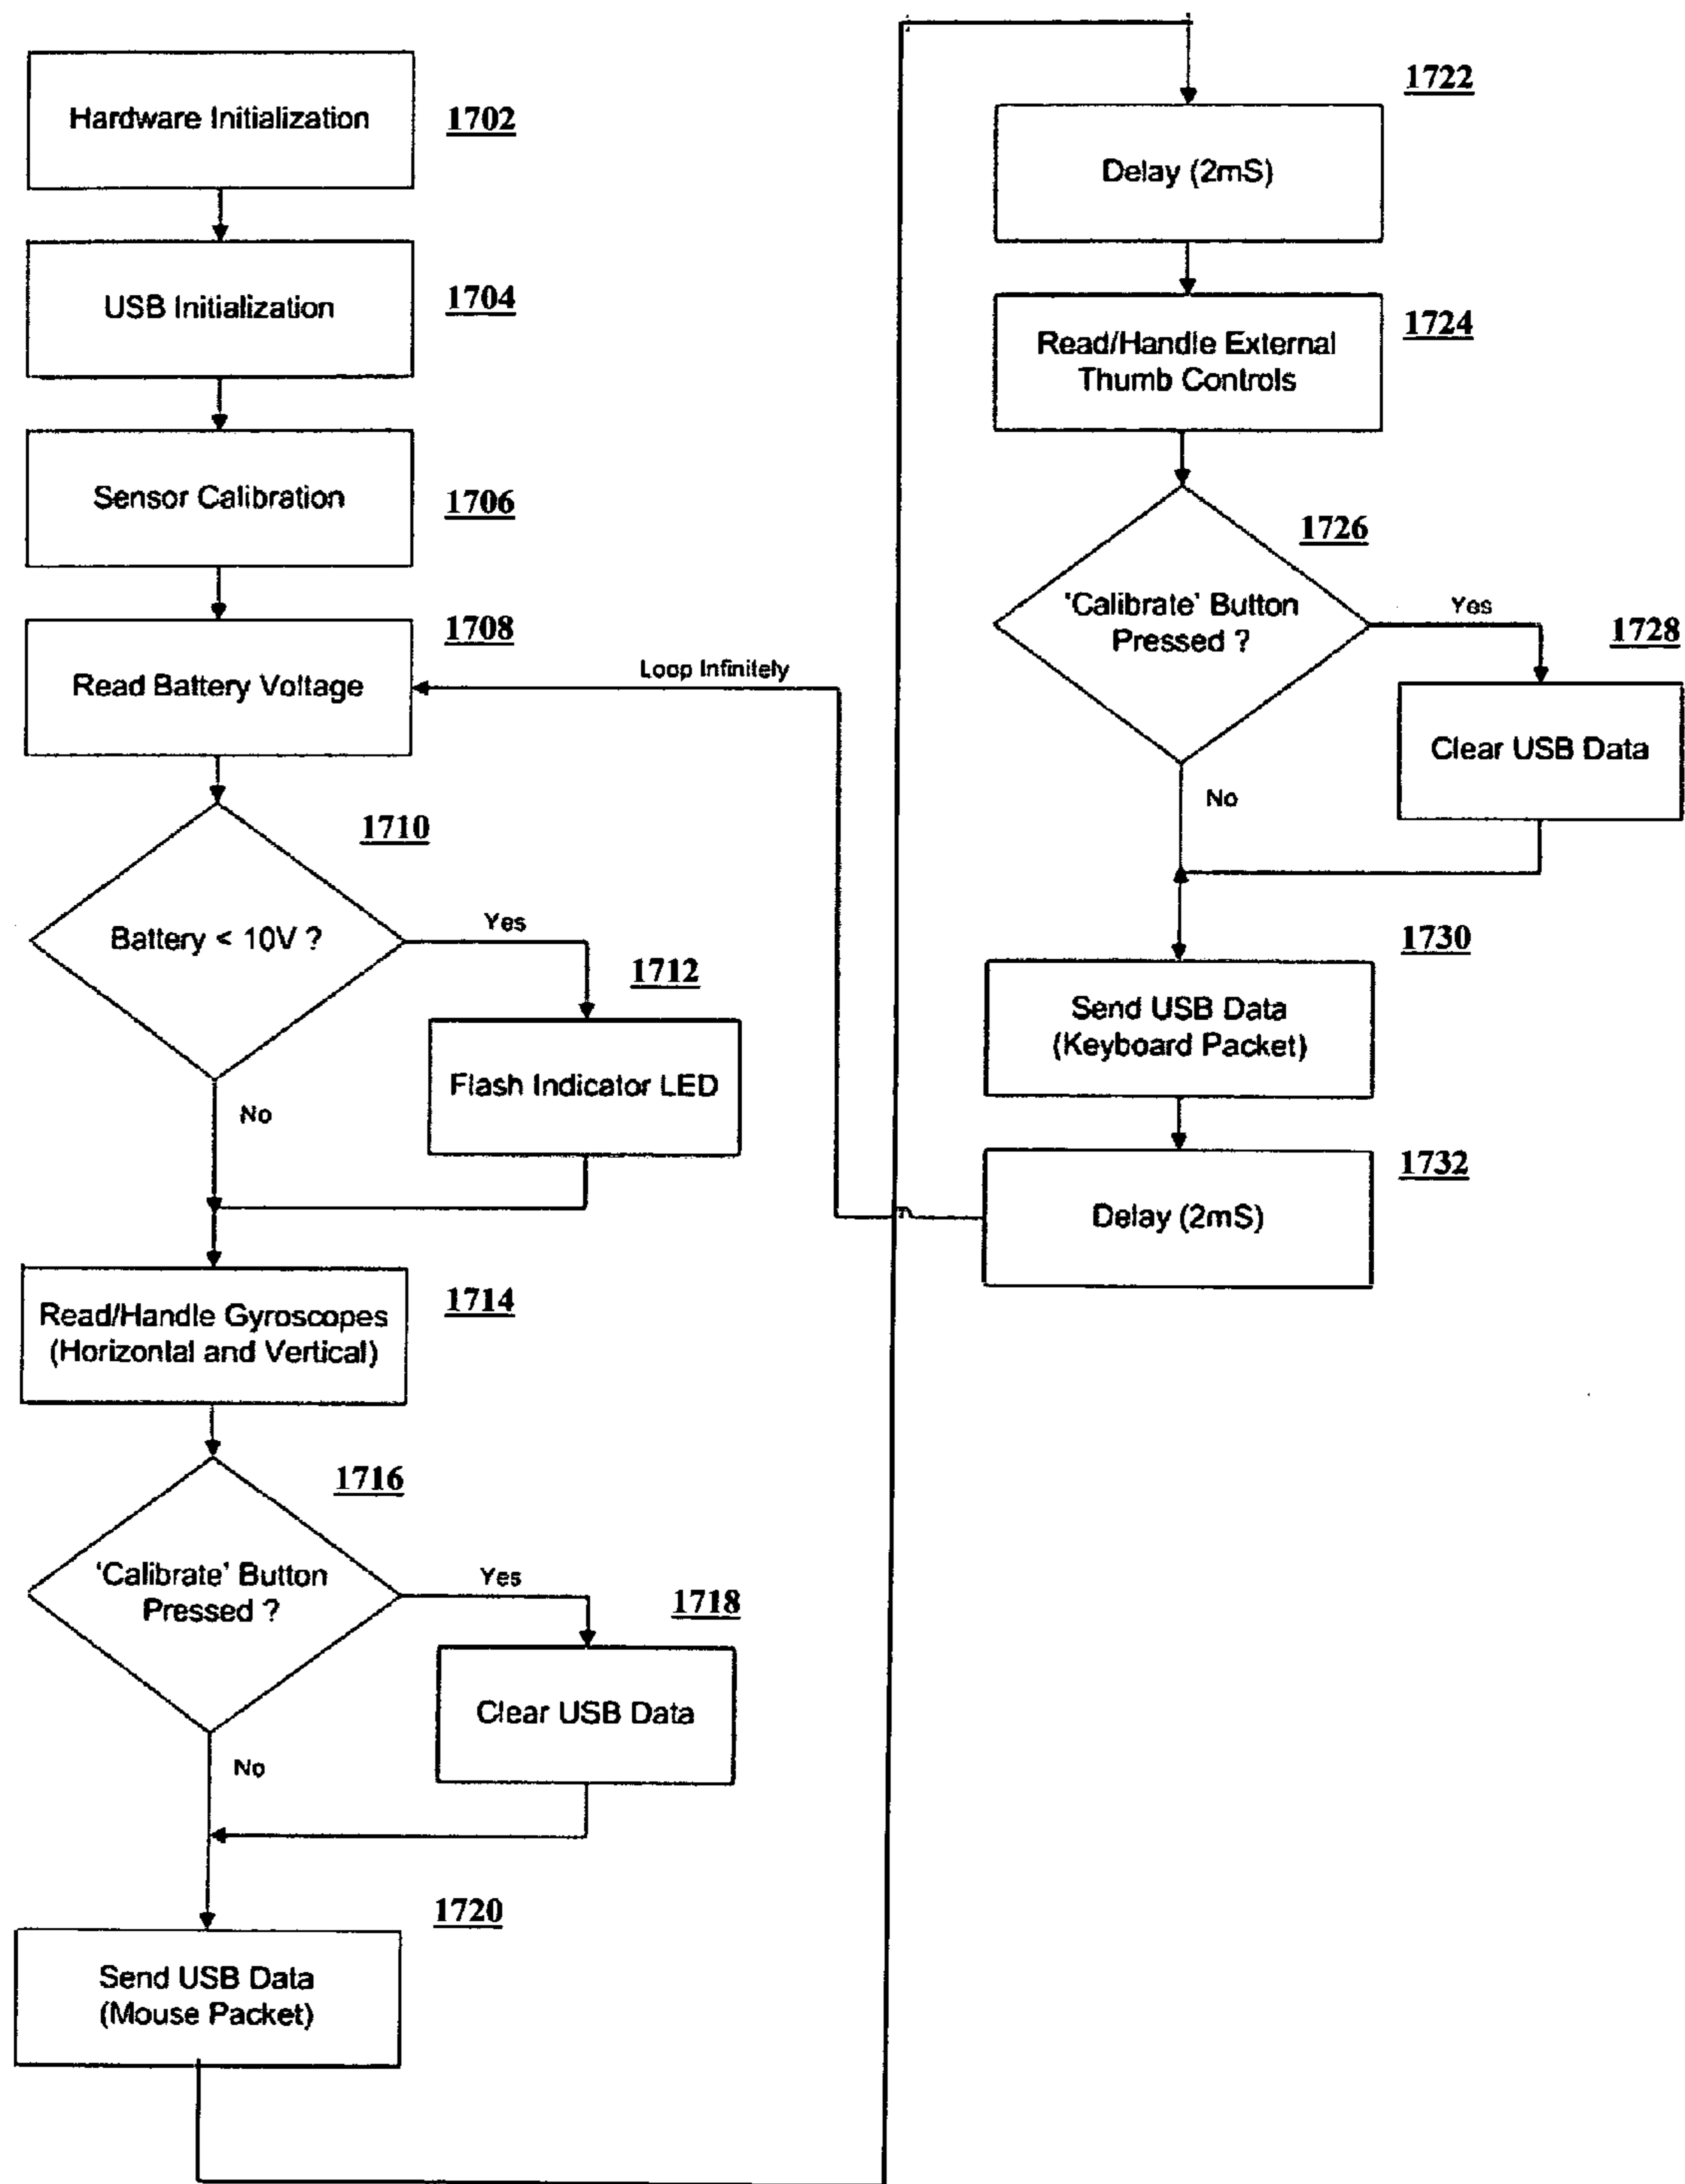 Hardware Initialization
1702
USB Initialization
1704
Sensor Calibration
1706
Read Battery Voltage
1708
Loop Infinitely
Battery < 10V ?
1710
Yes
No
1712
Flash Indicator LED
Read/Handle Gyroscopes
(Horizontal and Vertical)
1714
1716
'Calibrate' Button
Pressed ?
Yes
No
1718
Clear USB Data
1720
Send USB Data
(Mouse Packet)
1722
Delay (2mS)
Read/Handle External
Thumb Controls
1724
1726
'Calibrate' Button
Pressed ?
Yes
No
1728
Clear USB Data
1730
Send USB Data
(Keyboard Packet)
1732
Delay (2mS)